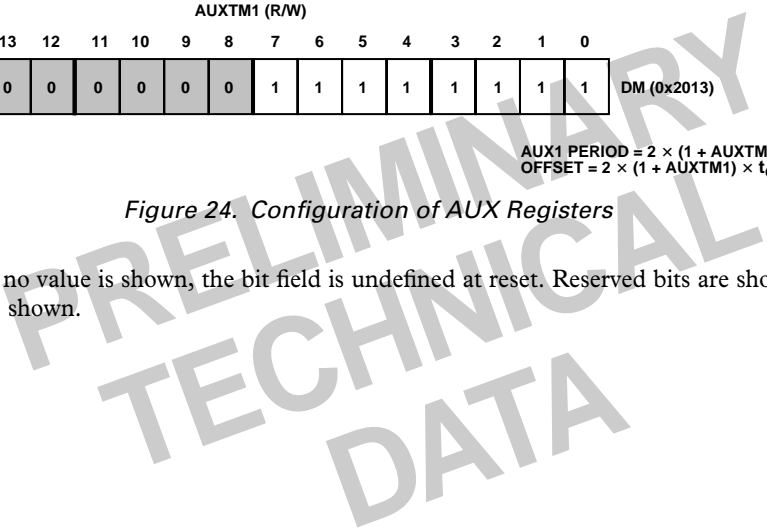 AUXTM1 (R/W)
13 12 11 10 9 8 7 6 5 4 3 2 1 0
0 0 0 0 0 0 1 1 1 1 1 1 1 1 DM (0x2013)
AUX1 PERIOD = 2 × (1 + AUXTM
OFFSET = 2 × (1 + AUXTM1) × t
Figure 24. Configuration of AUX Registers
no value is shown, the bit field is undefined at reset. Reserved bits are sho
shown.
PRELIMINARY
TECHNICAL
DATA